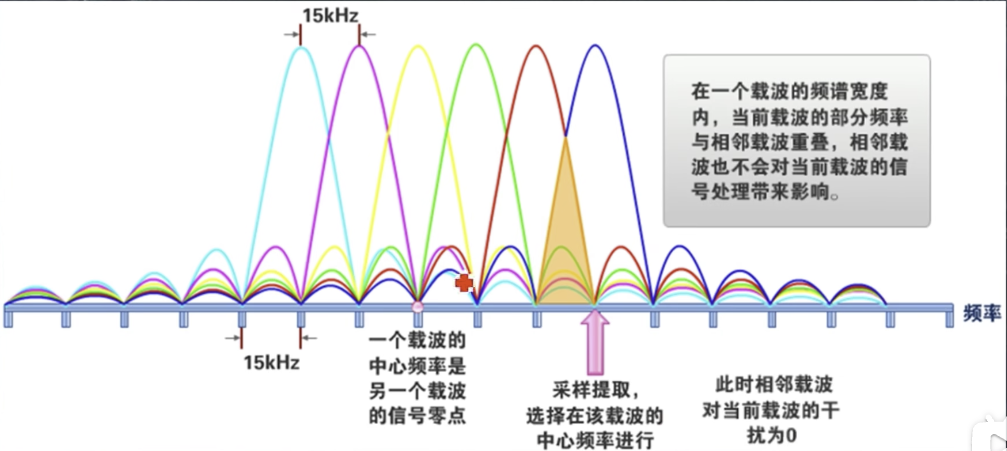 15kHz
在一个载波的频谱宽度
内，当前载波的部分频率
与相邻载波重叠，相邻载
波也不会对当前载波的信
号处理带来影响。
频率
15kHz
一个载波的
中心频率是
另一个载波
的信号零点
采样提取，
选择在该载波的
中心频率进行
此时相邻载波
对当前载波的干
扰为0